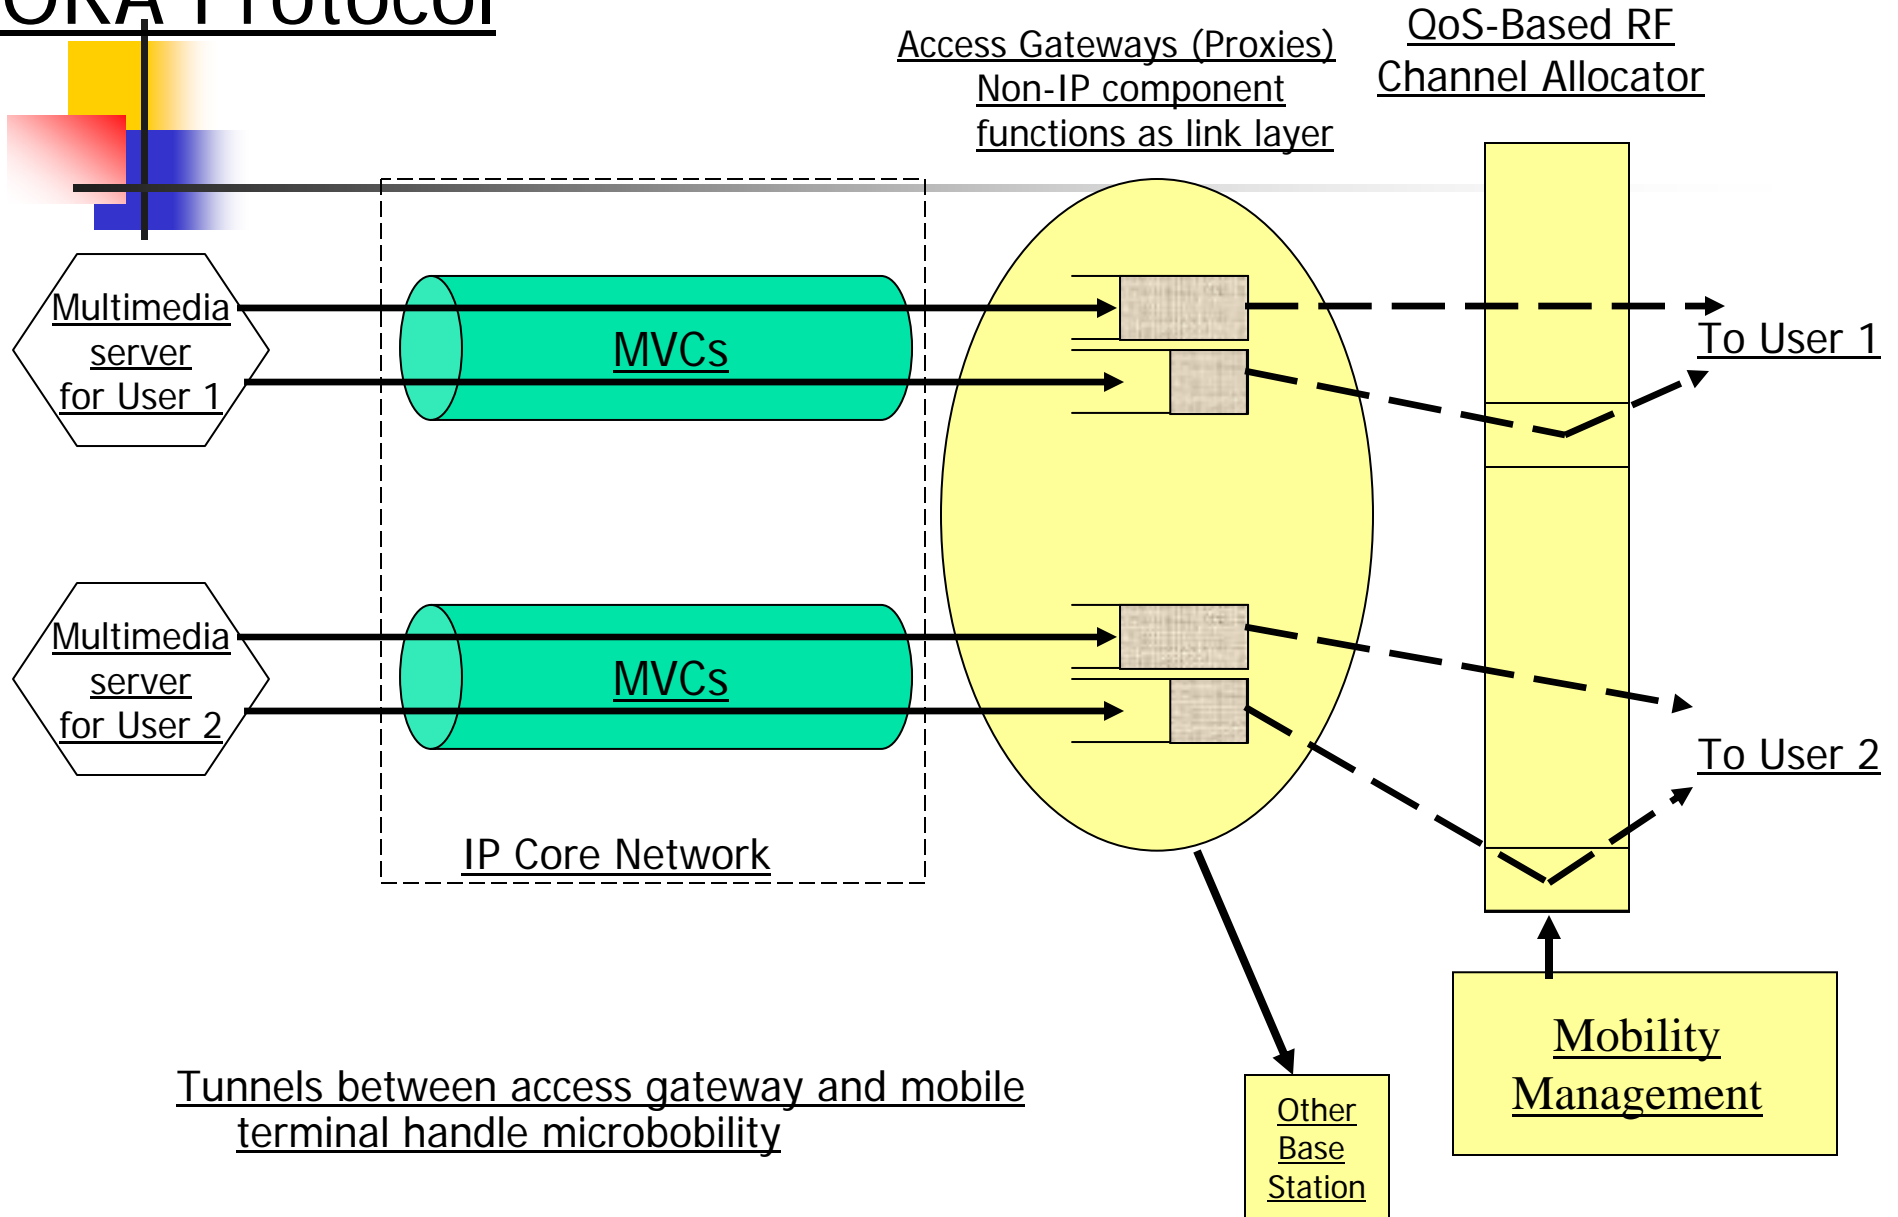 ORA Protocol
Access Gateways (Proxies)
Non-IP component
functions as link layer
QoS-Based RF
Channel Allocator
Multimedia
server
for User 1
MVCs
To User 1
Multimedia
server
for User 2
MVCs
To User 2
IP Core Network
Mobility
Management
Tunnels between access gateway and mobile
terminal handle microbobility
Other
Base
Station